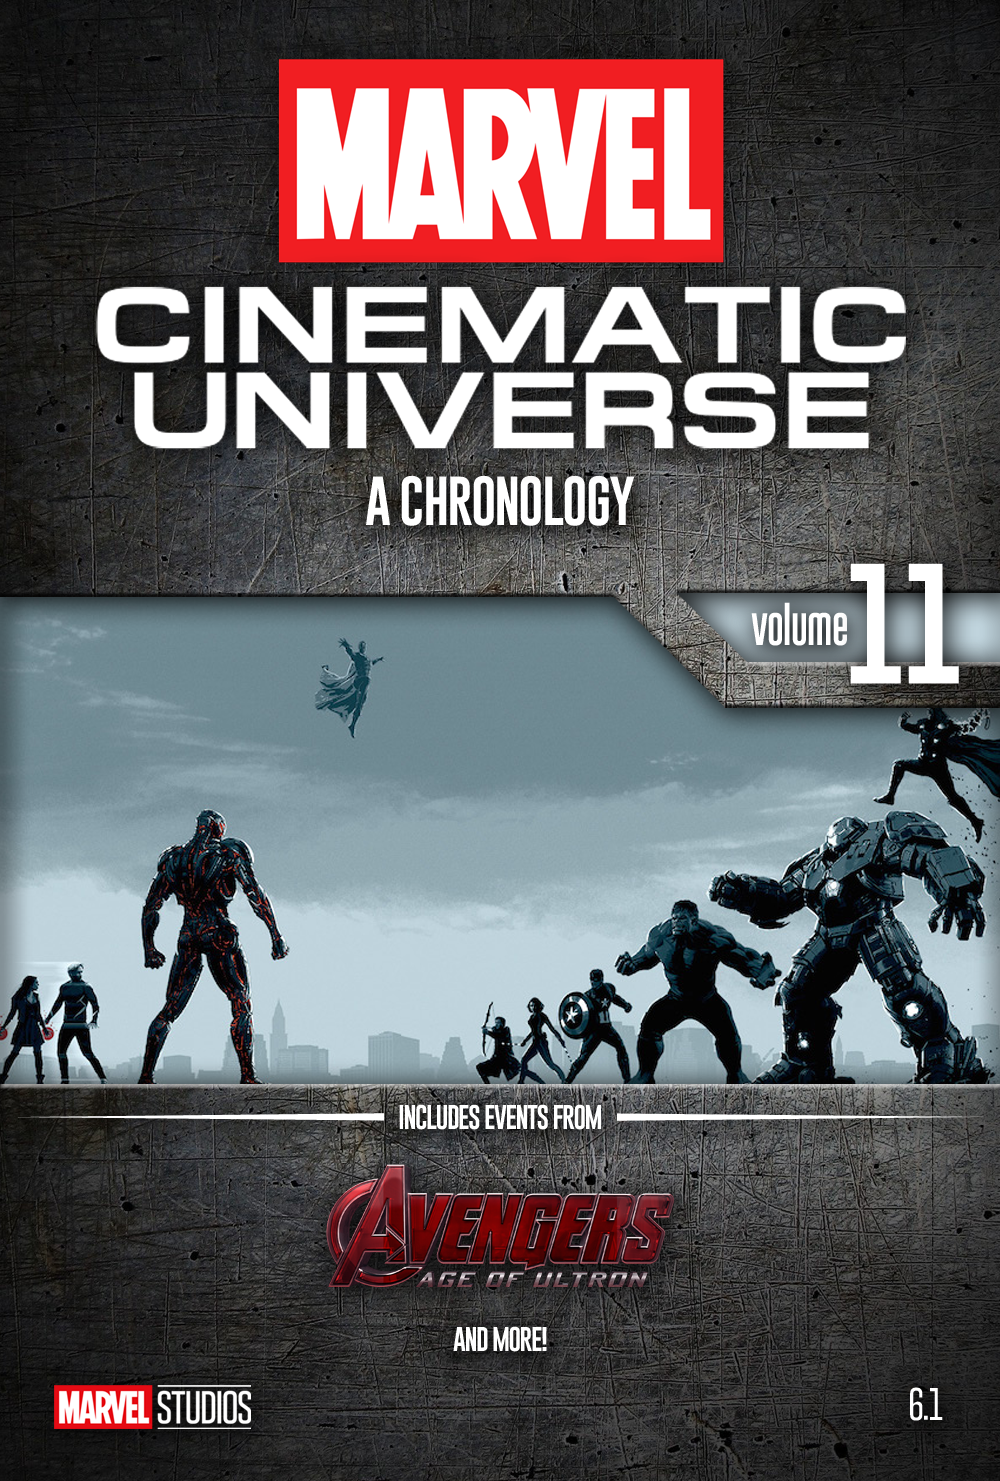 MARVEL
CINEMATIC
UNIVERSE
A CHRONOLOGY
volume 11
INCLUDES EVENTS FROM
AVENGERS
AGE OF ULTRON
AND MORE!
MARVEL STUDIOS
6.1